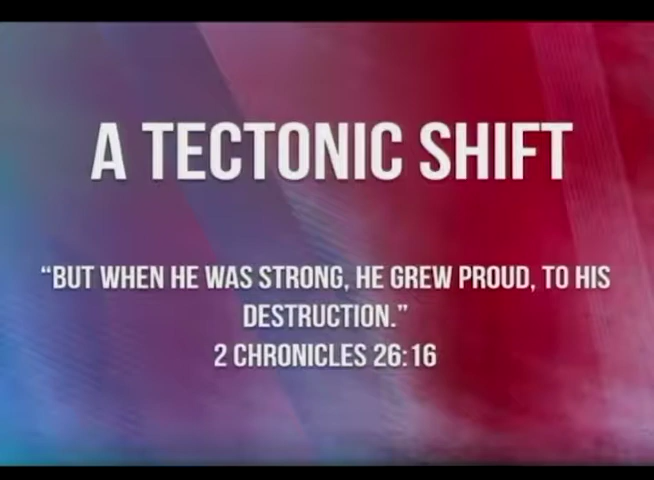 A TECTONIC SHIFT
“BUT WHEN HE WAS STRONG, HE GREW PROUD, TO HIS
DESTRUCTION.”
2 CHRONICLES 26:16